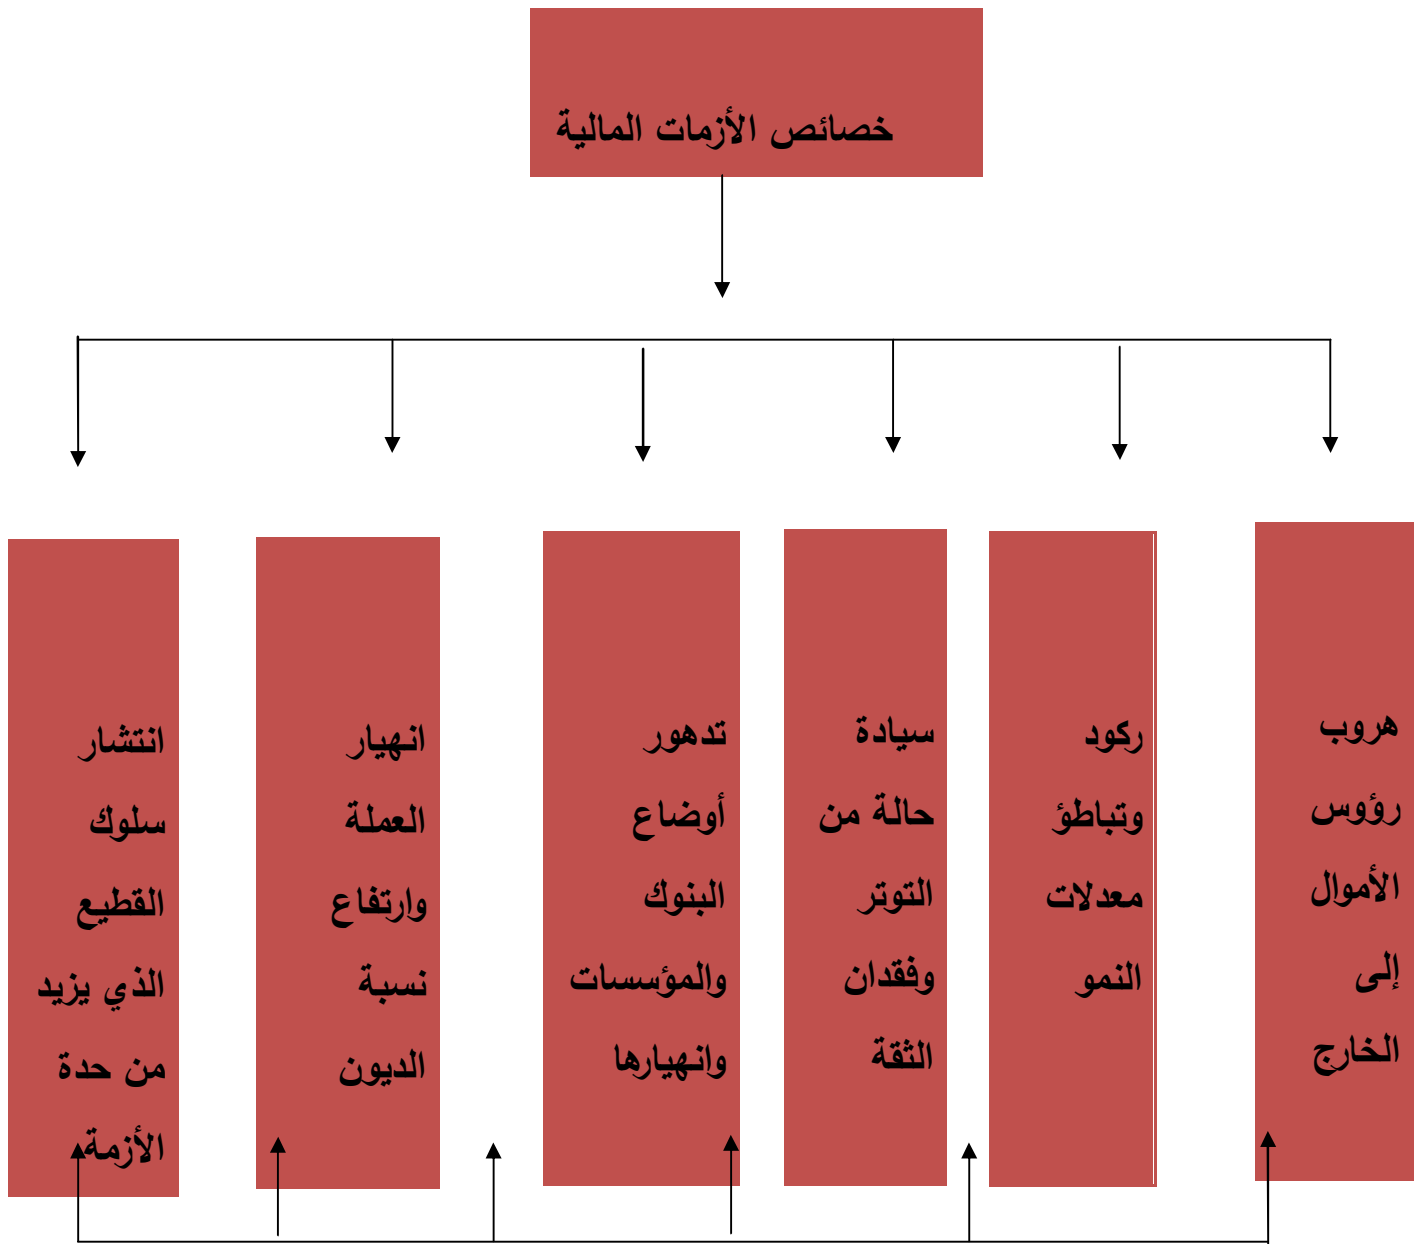 خصائص الأزمات المالية
هروب
رؤوس
الأموال
إلى
الخارج
ركود
وتباطؤ
معدلات
النمو
سيادة
حالة من
التوتر
وفقدان
الثقة
تدهور
أوضاع
البنوك
والمؤسسات
وانهيارها
انهيار
العملة
وارتفاع
نسبة
الديون
انتشار
سلوك
القطيع
الذي يزيد
من حدة
الأزمة